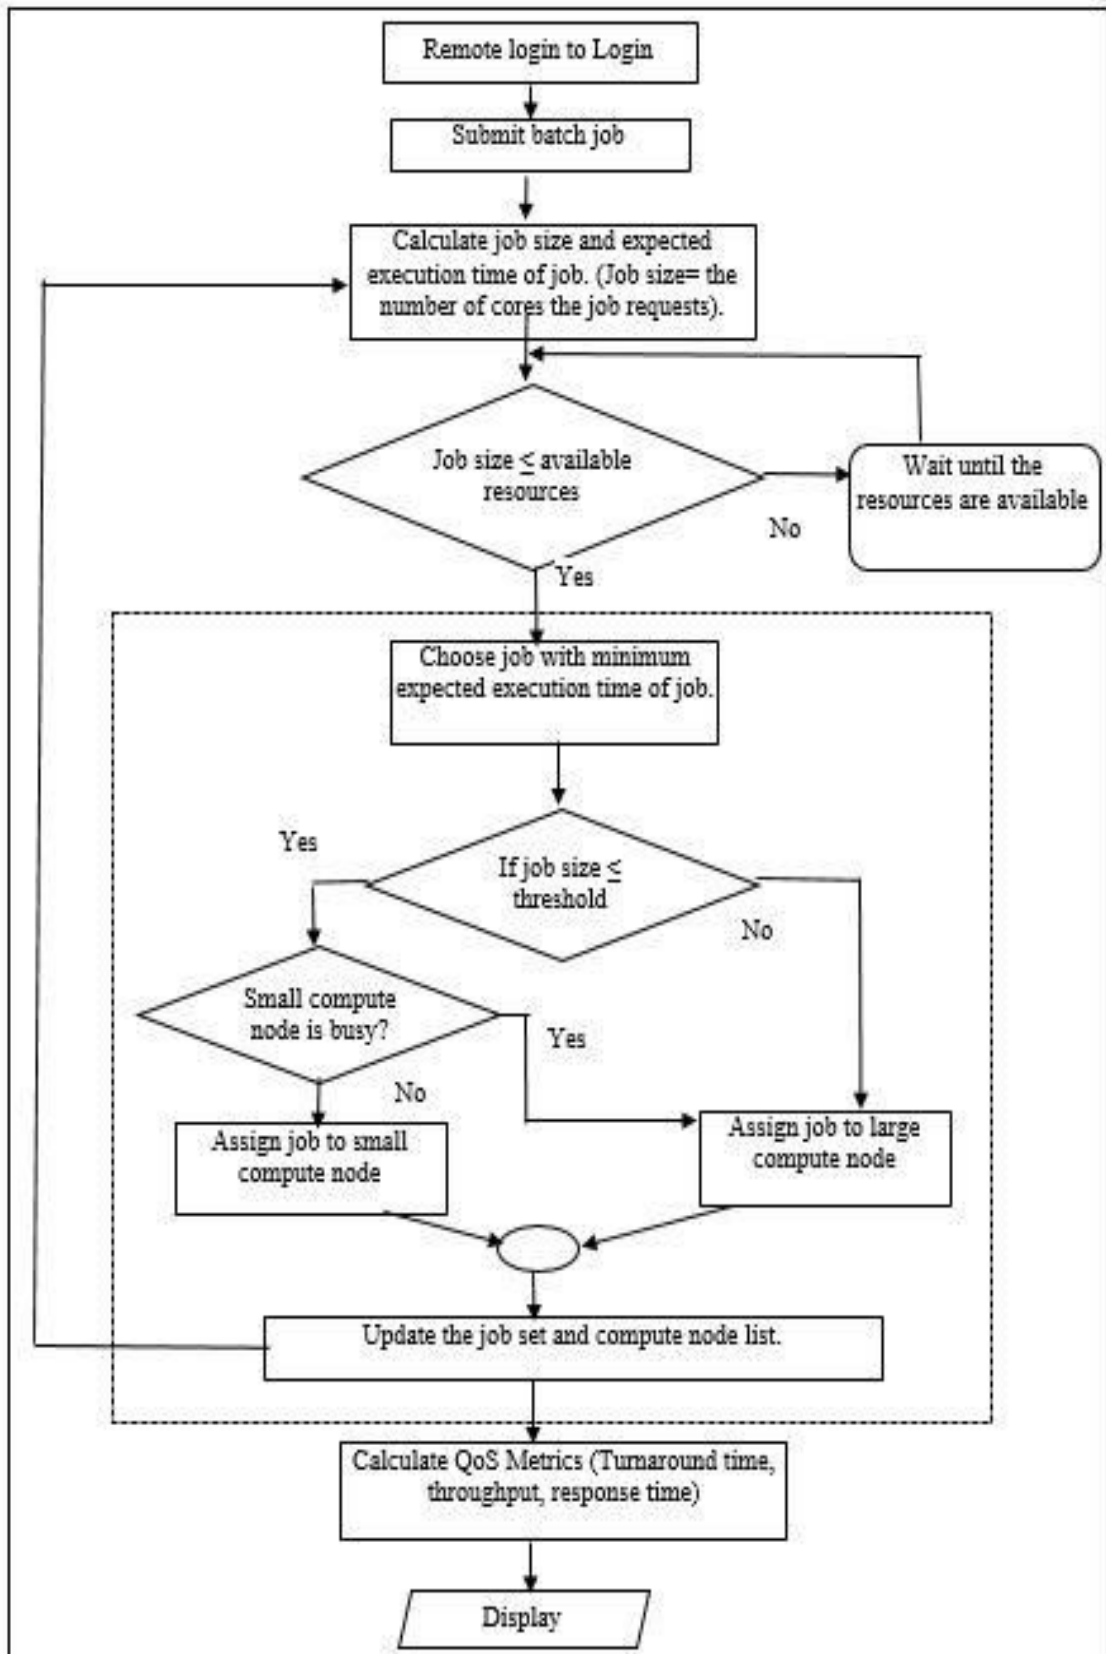 Remote login to Login
Submit batch job
Calculate job size and expected
execution time of job. (Job size= the
number of cores the job requests).
Job size ≤ available
resources
Wait until the
resources are available
No
Yes
Choose job with minimum
expected execution time of job.
Yes
If job size ≤
threshold
No
Small compute
node is busy?
Yes
No
Assign job to small
compute node
Assign job to large
compute node
Update the job set and compute node list.
Calculate QoS Metrics (Turnaround time,
throughput, response time)
Display